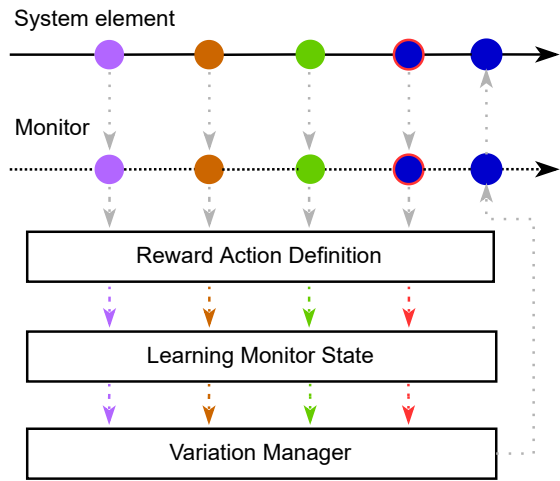 System element
Monitor
Reward Action Definition
Learning Monitor State
Variation Manager